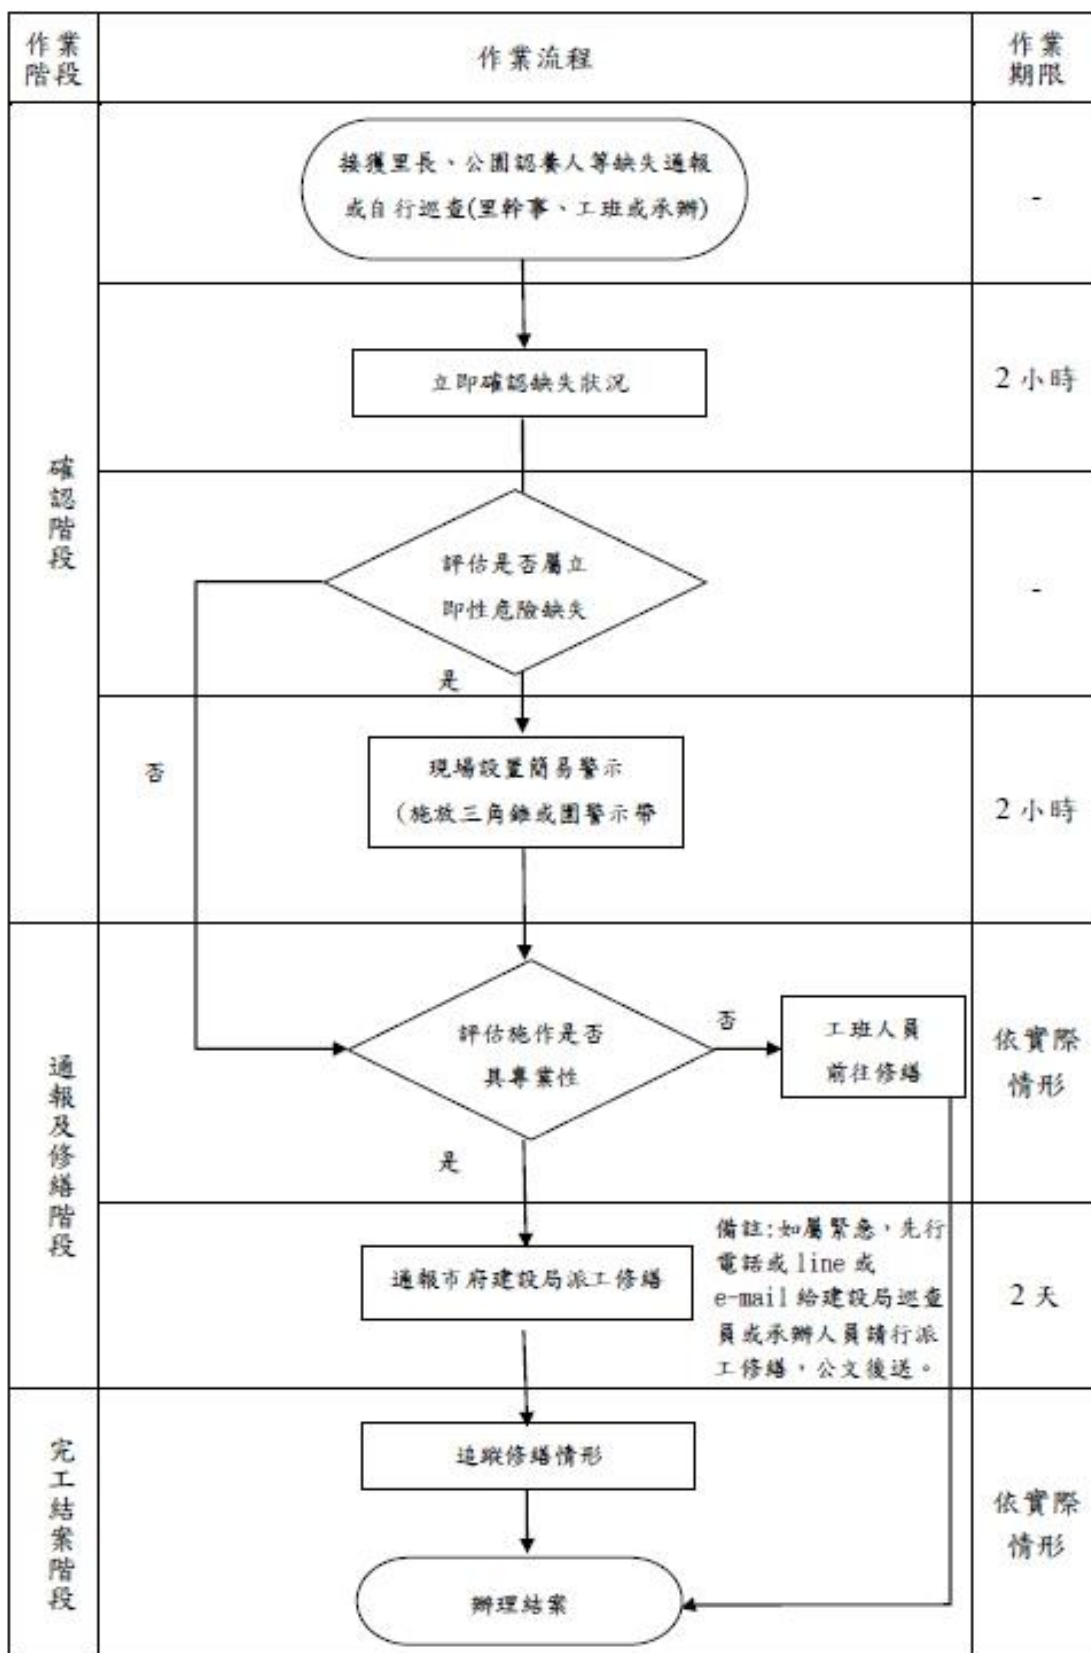 作業
階段
作業流程
作業
期限
確認階段
接獲里長、公園認養人等缺失通報
或自行巡查(里幹事、工班或承辦)
-
立即確認缺失狀況
2 小時
評估是否屬立
即性危險缺失
-
是
否
現場設置簡易警示
(施放三角錐或圍警示帶
2 小時
通報及修繕階段
評估施作是否
具專業性
否
工班人員
前往修繕
依實際
情形
是
通報市府建設局派工修繕
備註:如屬緊急，先行
電話或 line 或
e-mail 給建設局巡查
員或承辦人員請行派
工修繕，公文後送。
2 天
完工結案階段
追蹤修繕情形
依實際
情形
辦理結案